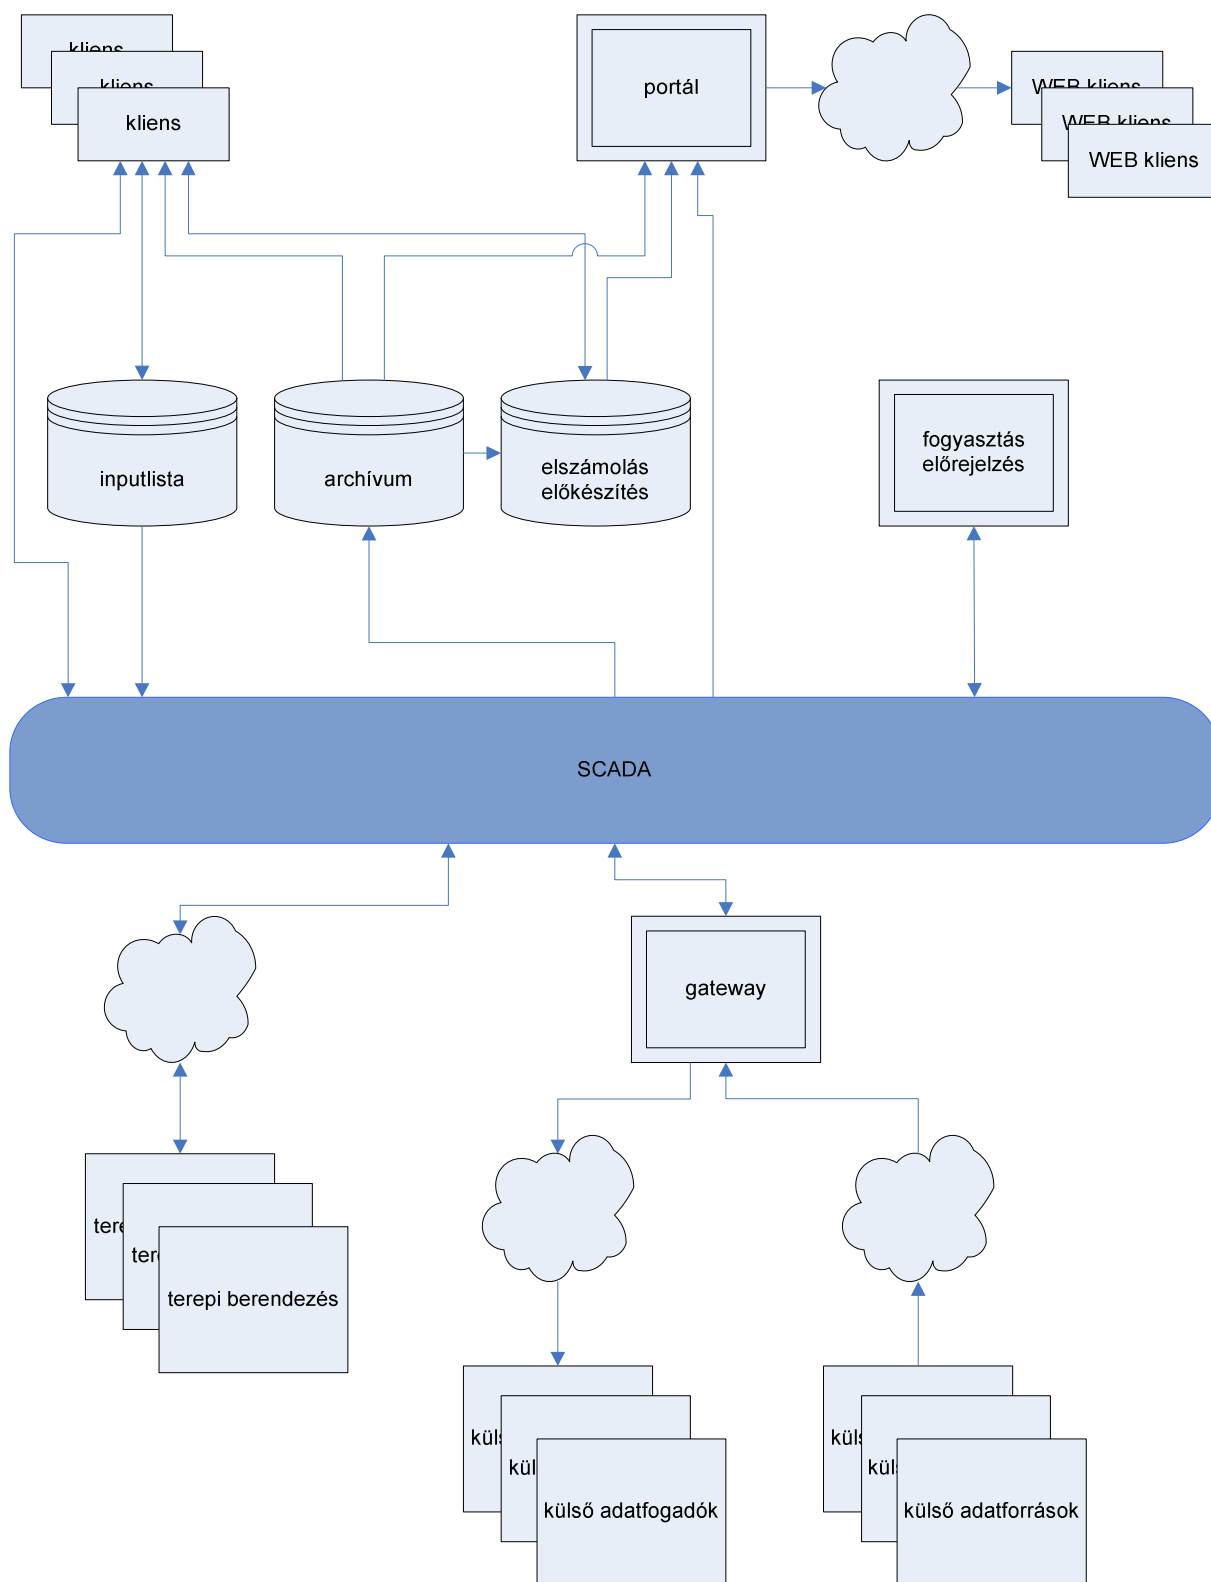 kliens
kliens
kliens
portál
WEB kliens
WEB kliens
WEB kliens
inputlista
archívum
elszámolás
előkészítés
fogyasztás
előrejelzés
SCADA
gateway
terepi berendezés
külső adatfogadók
külső adatforrások